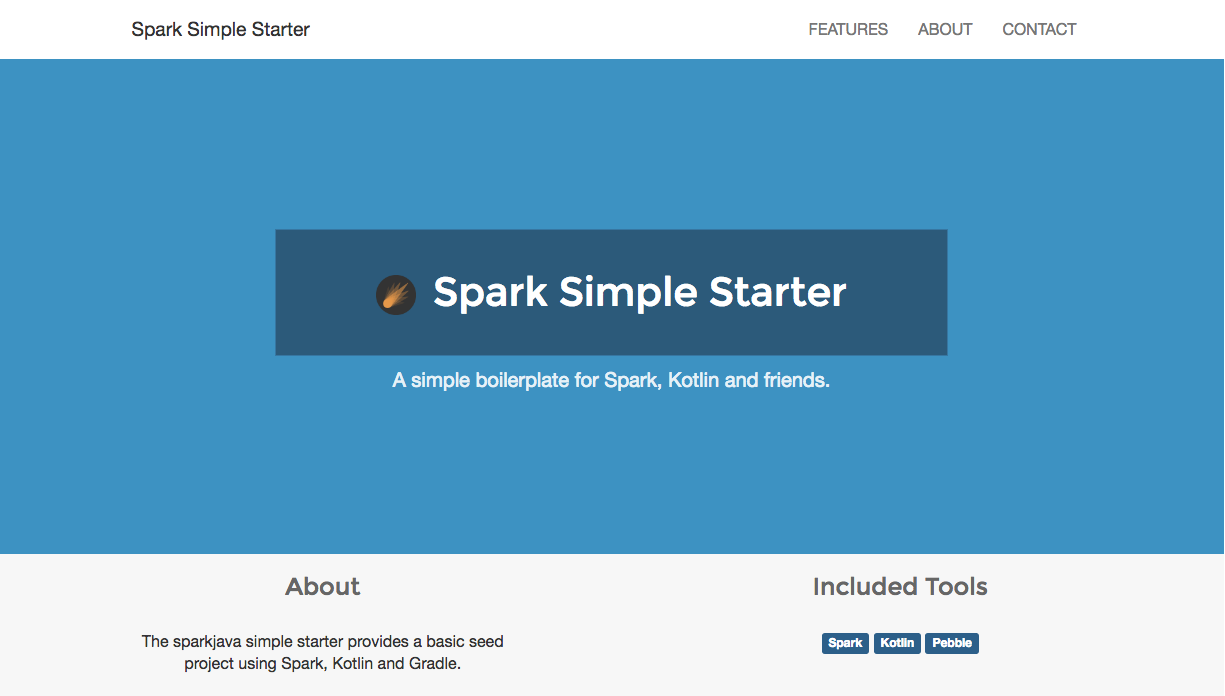 Spark Simple Starter
FEATURES ABOUT CONTACT
Spark Simple Starter
A simple boilerplate for Spark, Kotlin and friends.
About
The sparkjava simple starter provides a basic seed
project using Spark, Kotlin and Gradle.
Included Tools
Spark Kotlin Pebble